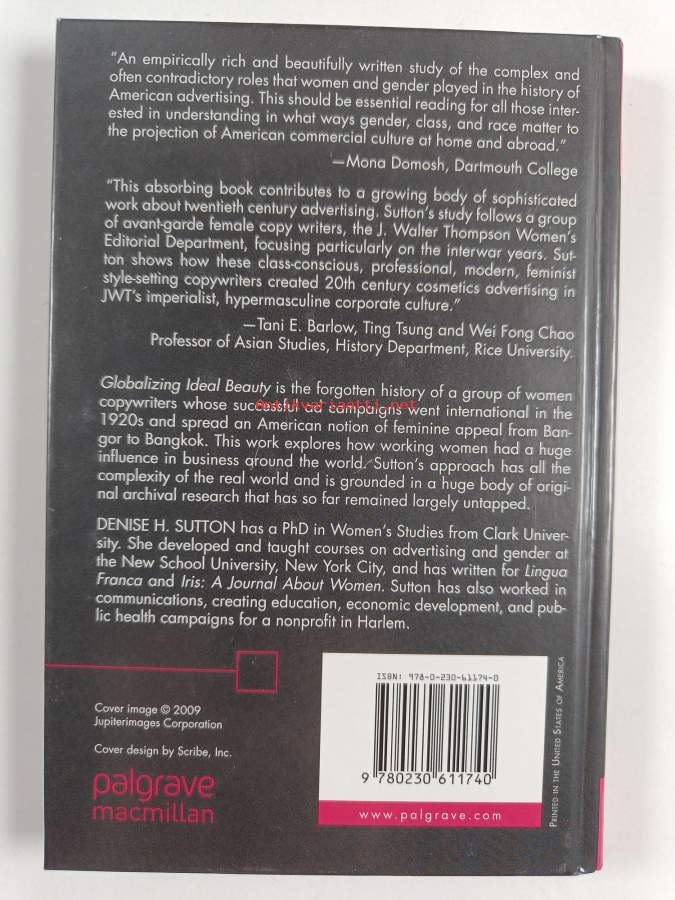 "An empirically rich and beautifully written study of the complex and
often contradictory roles that women and gender played in the history of
American advertising. This should be essential reading for all those inter-
ested in understanding in what ways gender, class, and race matter to
the projection of American commercial culture at home and abroad."
—Mona Domosh, Dartmouth College
"This absorbing book contributes to a growing body of sophisticated
work about twentieth century advertising. Sutton's study follows a group
of avant-garde female copy writers, the J. Walter Thompson Women's
Editorial Department, focusing particularly on the interwar years. Sut-
ton shows how these class-conscious, professional, modern, feminist
style-setting copywriters created 20th century cosmetics advertising in
JWT's imperialist, hypermasculine corporate culture."
—Tani E. Barlow, Ting Tsung and Wei Fong Chao
Professor of Asian Studies, History Department, Rice University.
Globalizing Ideal Beauty is the forgotten history of a group of women
copywriters whose successful ad campaigns went international in the
antikvariaatti.net
1920s and spread an American notion of feminine appeal from Ban-
gor to Bangkok. This work explores how working women had a huge
influence in business around the world. Sutton's approach has all the
complexity of the real world and is grounded in a huge body of origi-
nal archival research that has so far remained largely untapped.
DENISE H. SUTTON has a PhD in Women's Studies from Clark Univer-
sity. She developed and taught courses on advertising and gender at
the New School University, New York City, and has written for Lingua
Franca and Iris: A Journal About Women. Sutton has also worked in
communications, creating education, economic development, and pub-
lic health campaigns for a nonprofit in Harlem.
Cover image © 2009
Jupiterimages Corporation
Cover design by Scribe, Inc.
palgrave
macmillan
ISBN: 978-0-230-61174-0
9 780230 611740
www.palgrave.com
PRINTED IN THE UNITED STATES OF AMERICA